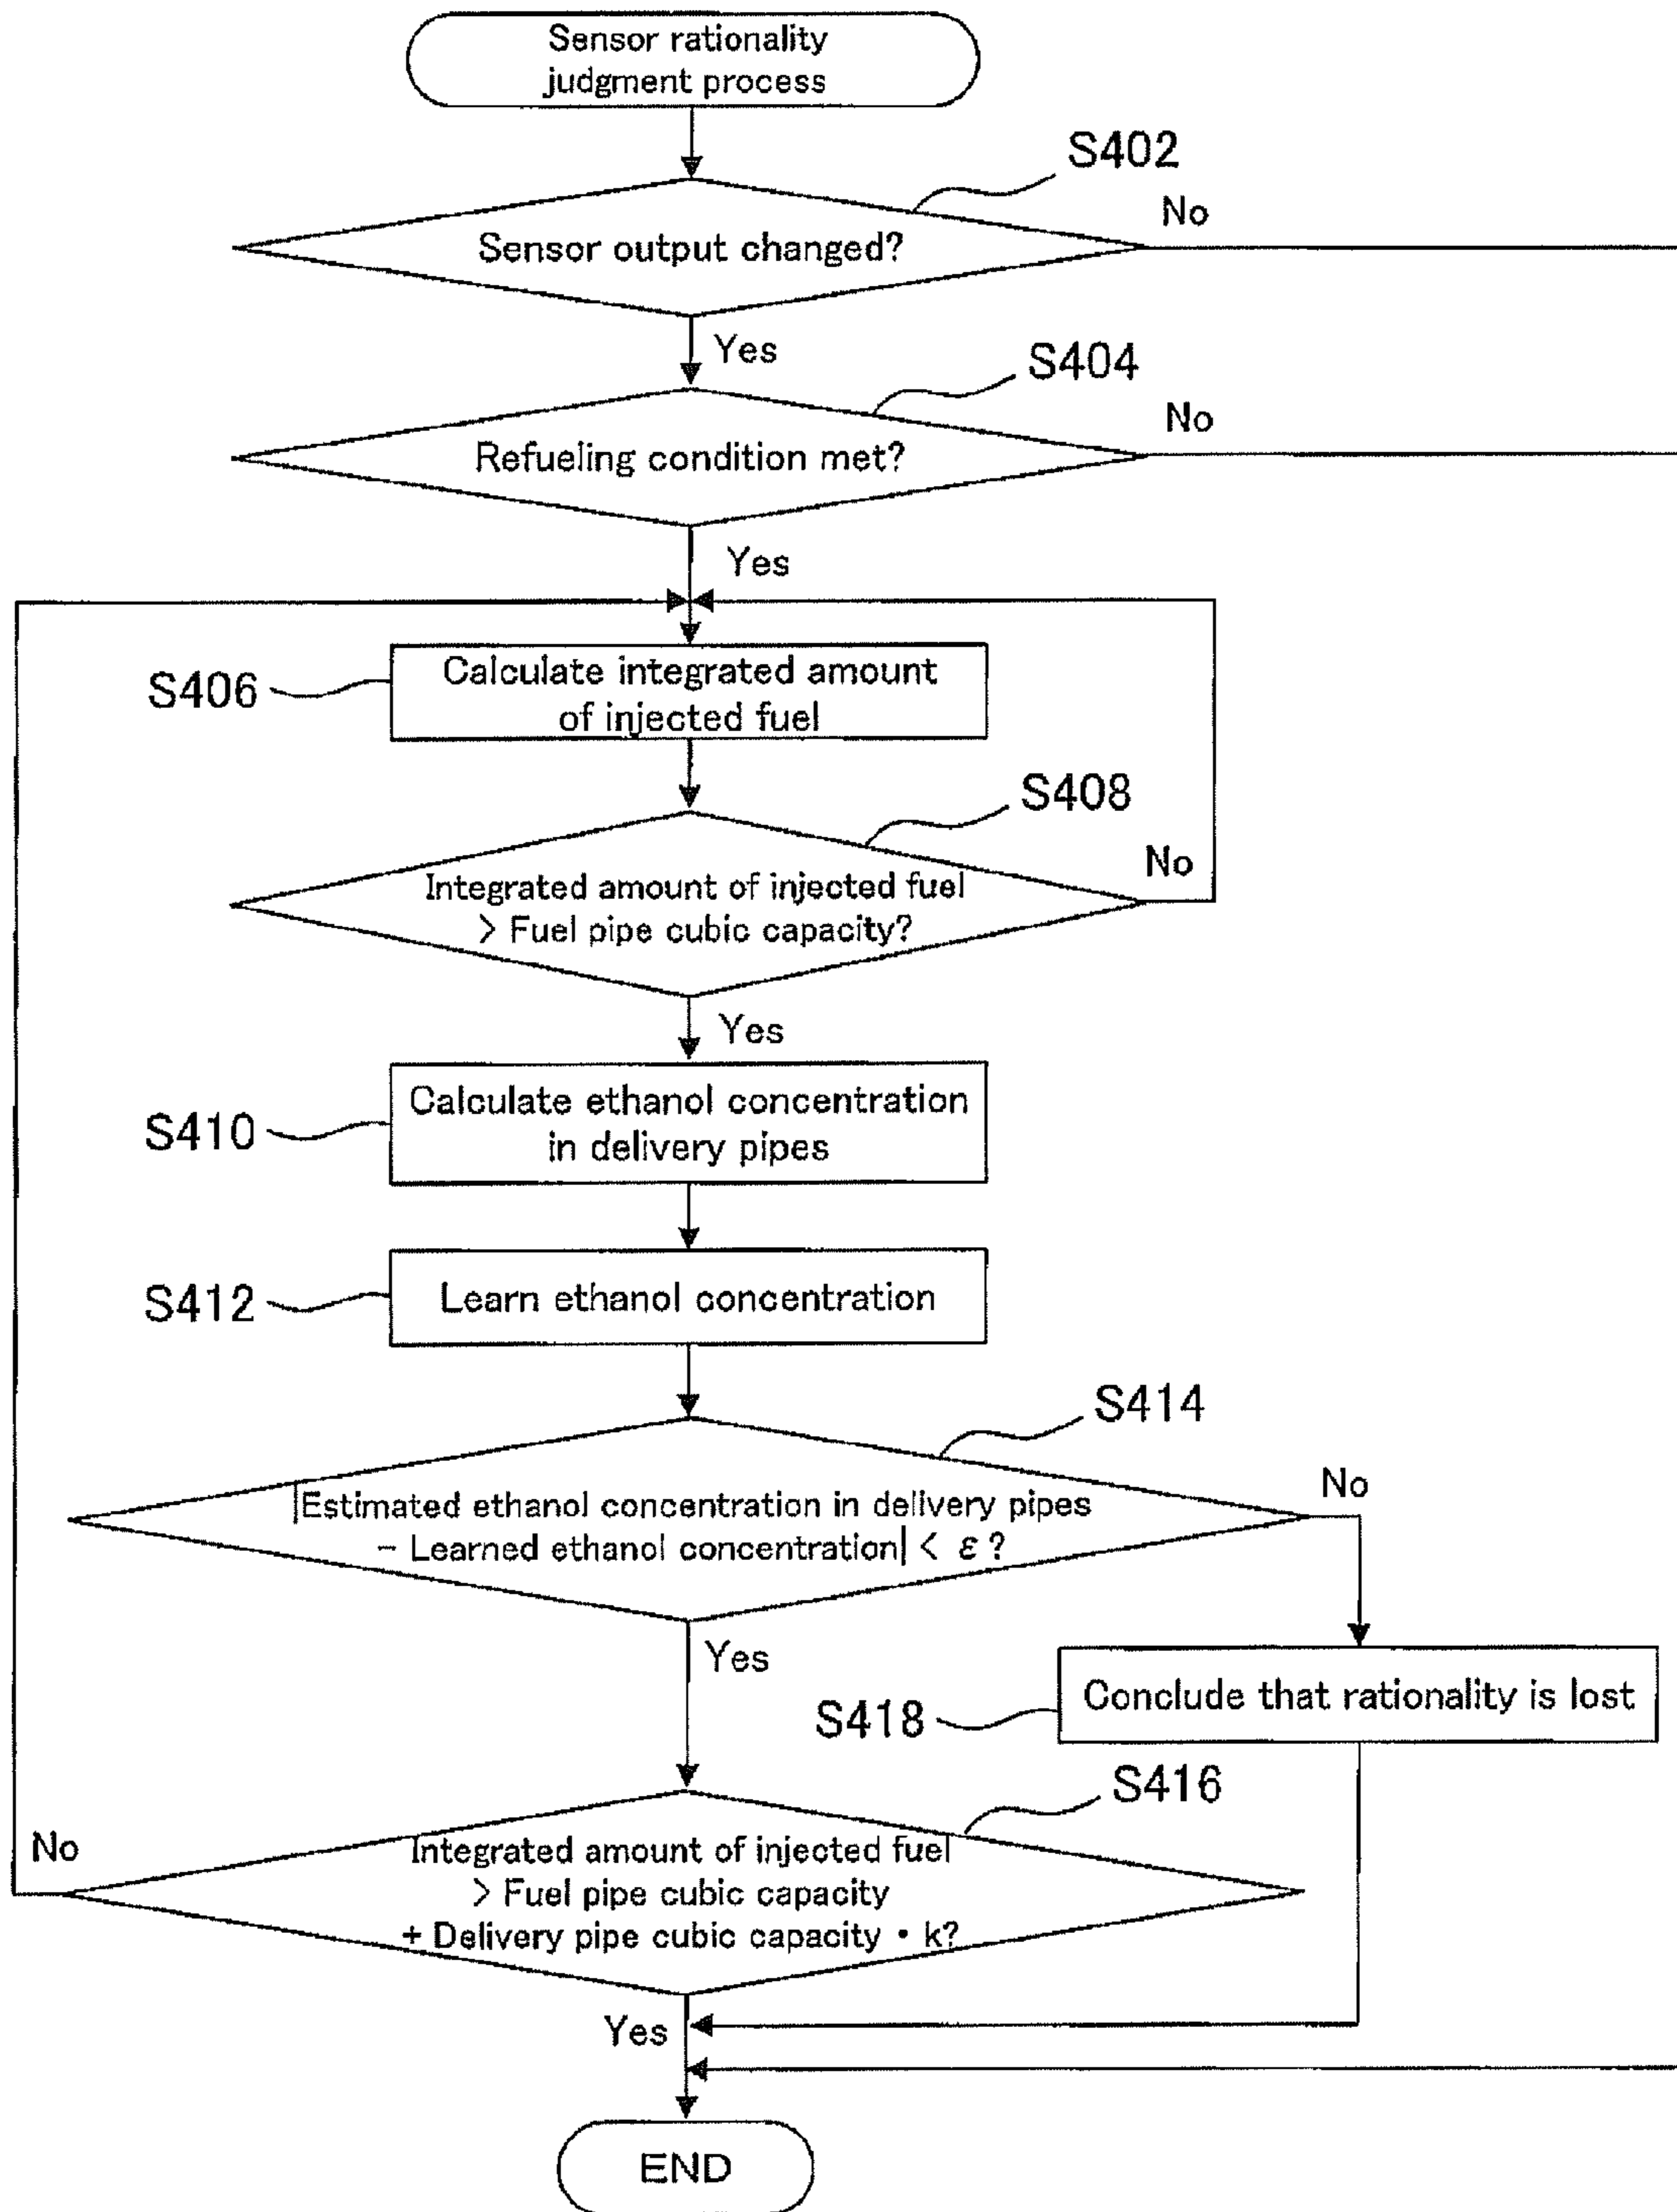 Sensor rationality
judgment process
S402
No
Sensor output changed?
Yes
S404
No
Refueling condition met?
Yes
S406
Calculate integrated amount
of injected fuel
S408
No
Integrated amount of injected fuel
> Fuel pipe cubic capacity?
Yes
S410
Calculate ethanol concentration
in delivery pipes
S412
Learn ethanol concentration
S414
No
|Estimated ethanol concentration in delivery pipes
- Learned ethanol concentration| < ε ?
Yes
S418
Conclude that rationality is lost
S416
No
Integrated amount of injected fuel
> Fuel pipe cubic capacity
+ Delivery pipe cubic capacity • k?
Yes
END